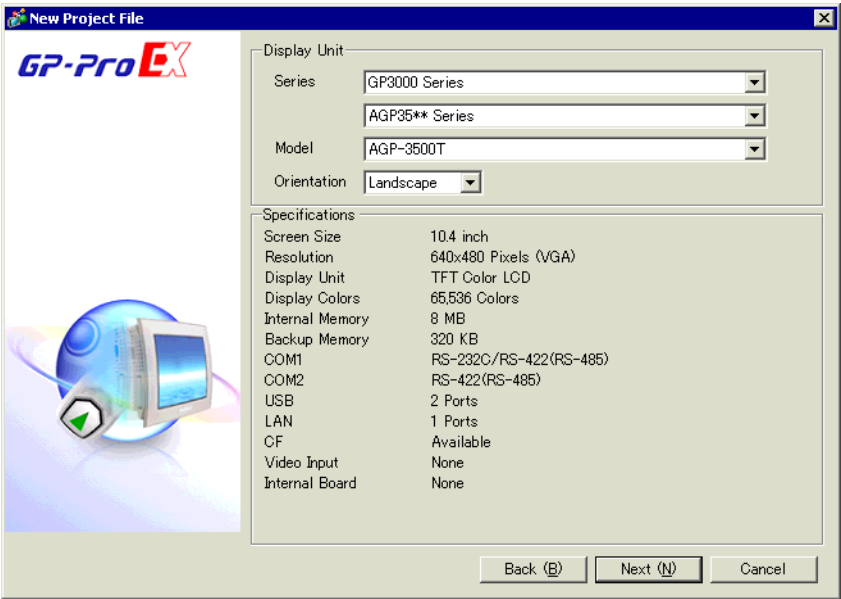 New Project File
GP-Pro EX
Display Unit
Series GP3000 Series
AGP35** Series
Model AGP-3500T
Orientation Landscape
Specifications
Screen Size 10.4 inch
Resolution 640x480 Pixels (VGA)
Display Unit TFT Color LCD
Display Colors 65,536 Colors
Internal Memory 8 MB
Backup Memory 320 KB
COM1 RS-232C/RS-422(RS-485)
COM2 RS-422(RS-485)
USB 2 Ports
LAN 1 Ports
CF Available
Video Input None
Internal Board None
Back (B) Next (N) Cancel